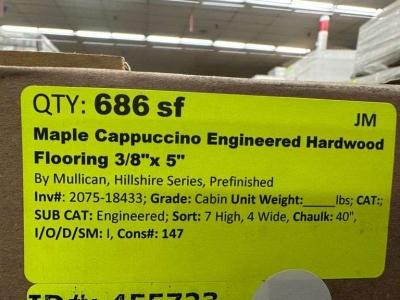 QTY: 686 sf
JM
Maple Cappuccino Engineered Hardwood
Flooring 3/8"x 5"
By Mullican, Hillshire Series, Prefinished
Inv#: 2075-18433; Grade: Cabin Unit Weight:_____lbs; CAT:;
SUB CAT: Engineered; Sort: 7 High, 4 Wide, Chaulk: 40",
I/O/D/SM: I, Cons#: 147